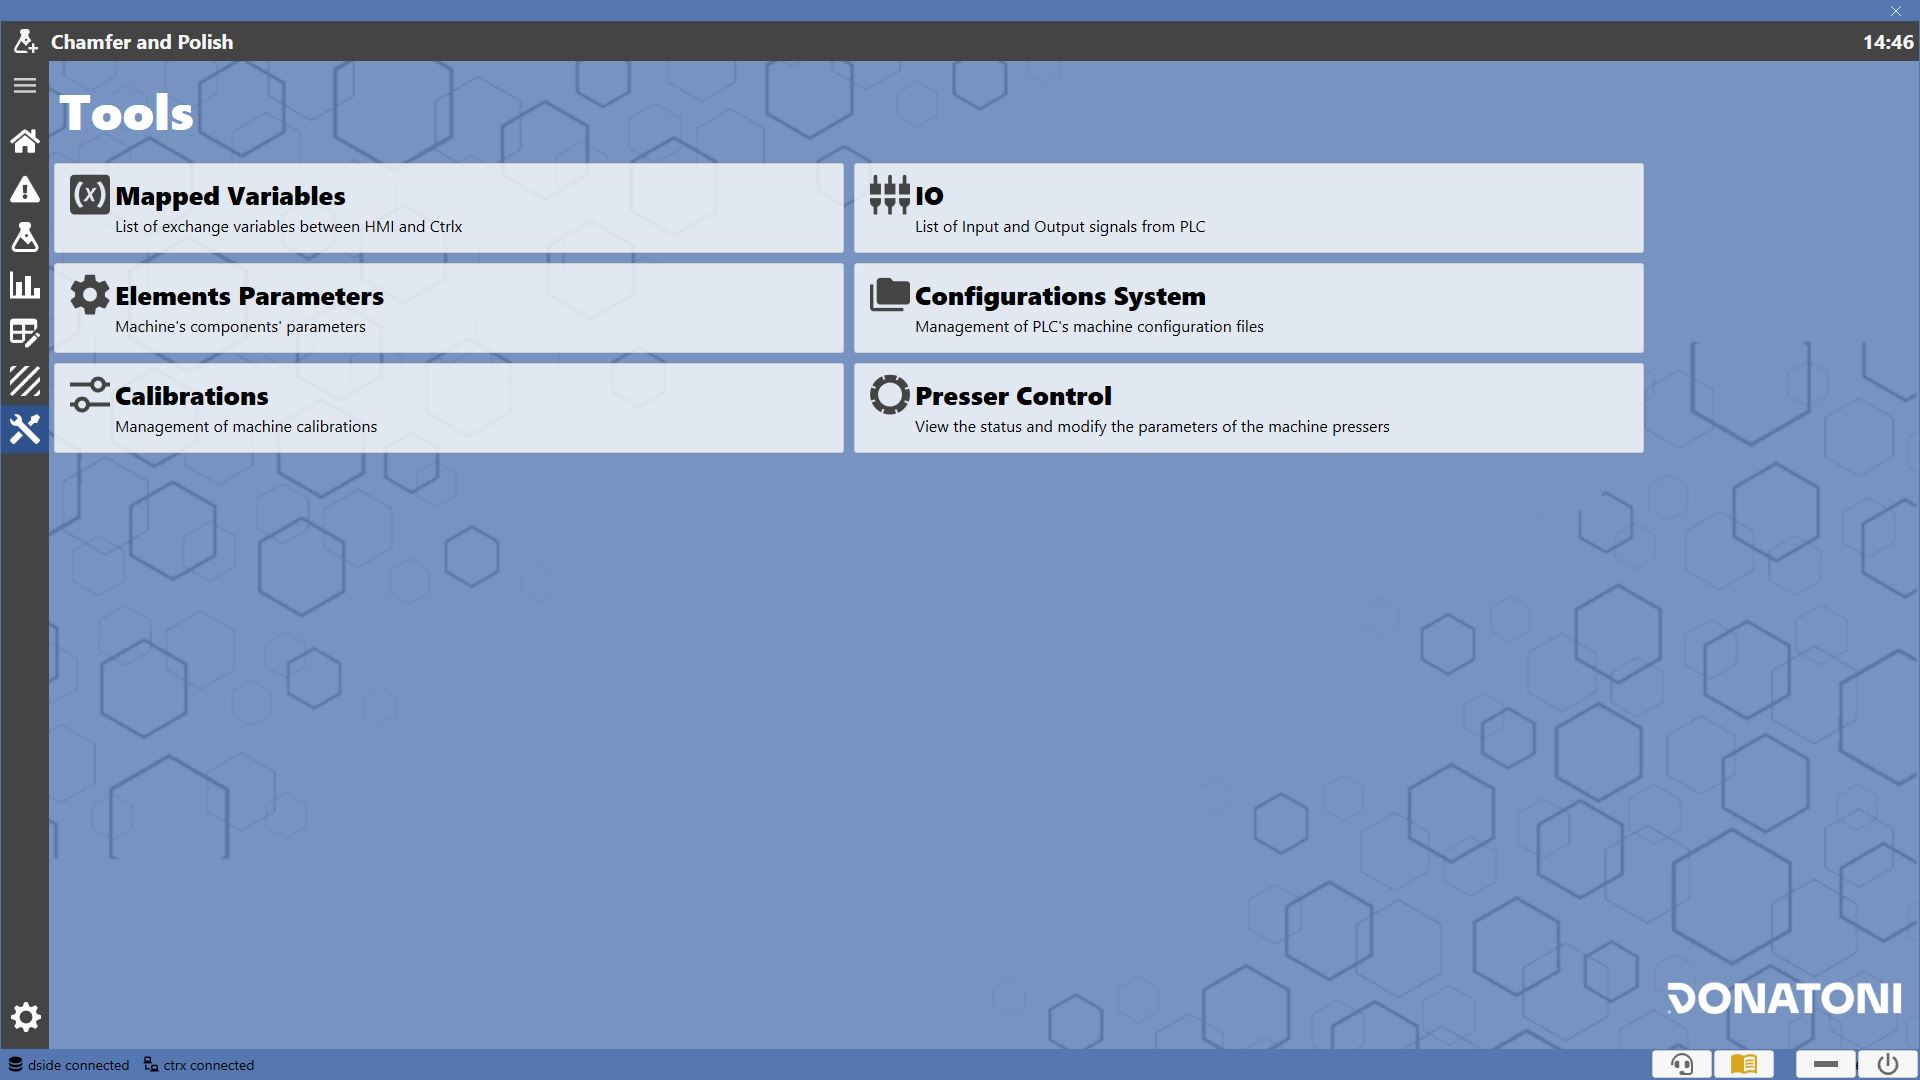 Chamfer and Polish
14:46
Tools
Mapped Variables
List of exchange variables between HMI and Ctrlx
IO
List of Input and Output signals from PLC
Elements Parameters
Machine's components' parameters
Configurations System
Management of PLC's machine configuration files
Calibrations
Management of machine calibrations
Presser Control
View the status and modify the parameters of the machine pressers
DONATONI
dside connected
ctrx connected